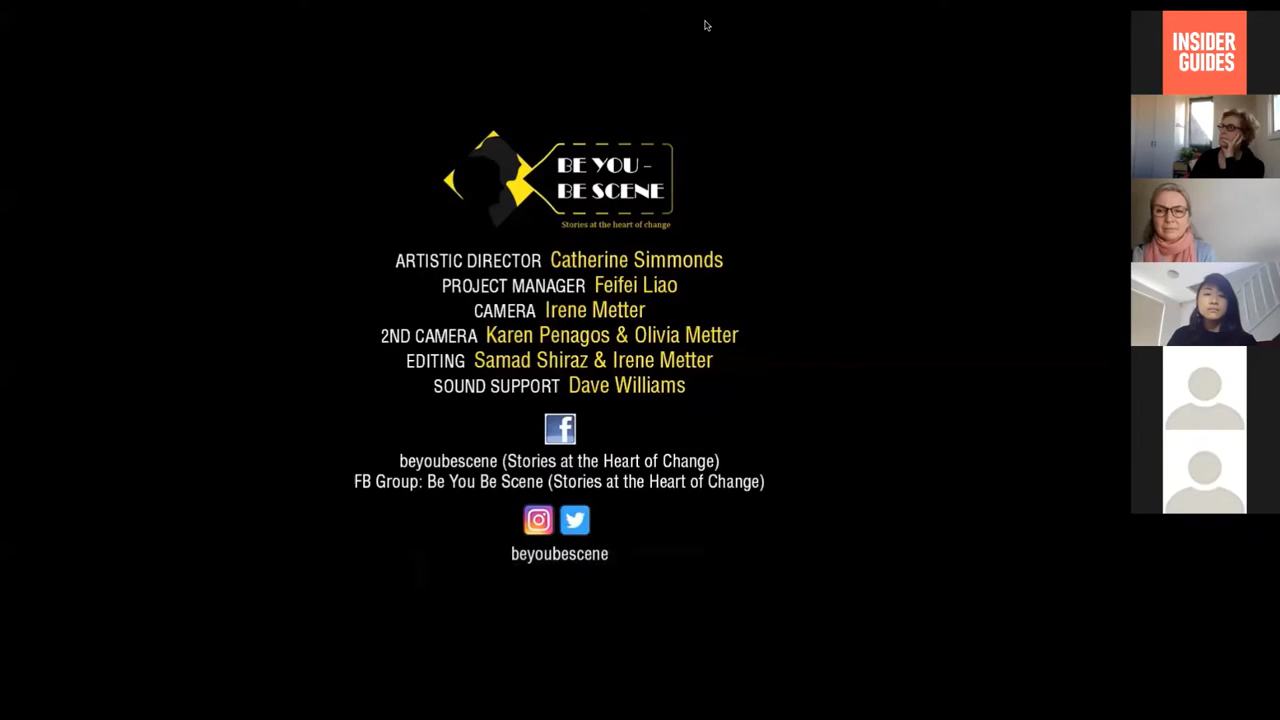 BE YOU -
BE SCENE
Stories at the heart of change
ARTISTIC DIRECTOR Catherine Simmonds
PROJECT MANAGER Feifei Liao
CAMERA Irene Metter
2ND CAMERA Karen Penagos & Olivia Metter
EDITING Samad Shiraz & Irene Metter
SOUND SUPPORT Dave Williams
beyoubescene (Stories at the Heart of Change)
FB Group: Be You Be Scene (Stories at the Heart of Change)
beyoubescene
INSIDER
GUIDES